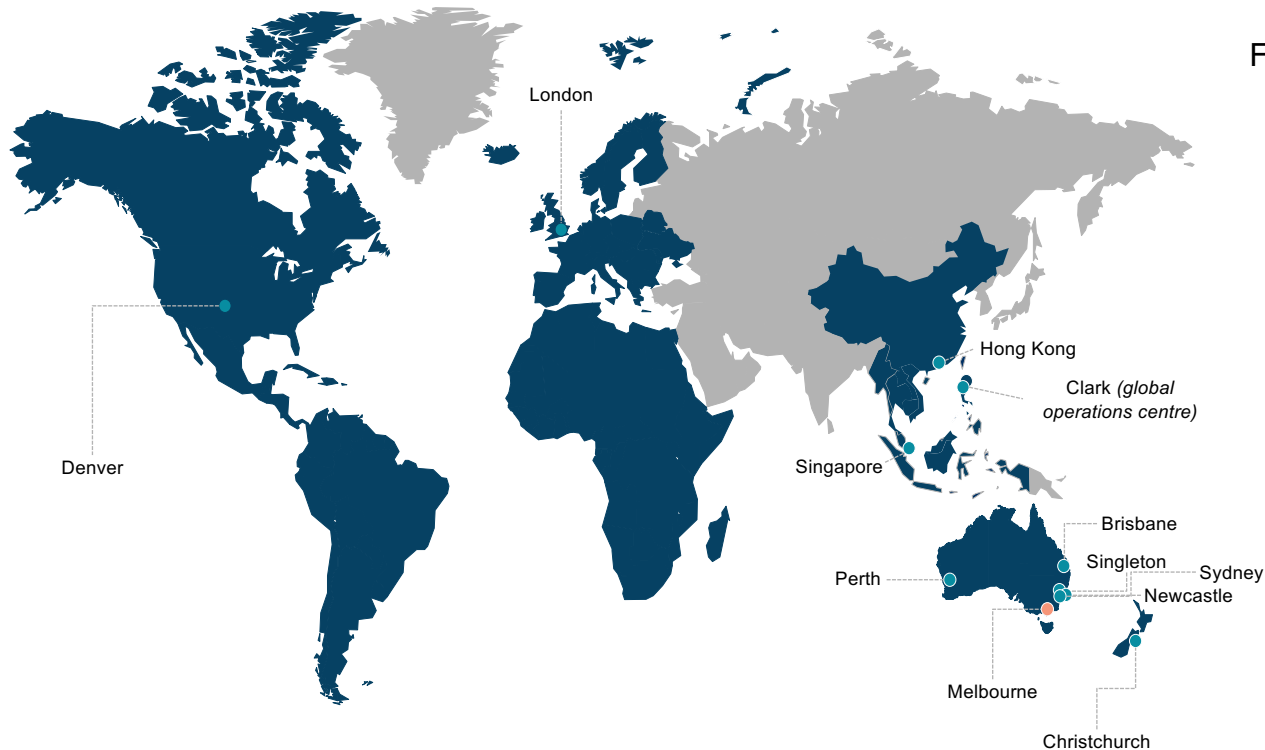 F
London
Hong Kong
Clark (global
operations centre)
Denver
Singapore
Brisbane
Singleton
Sydney
Perth
Newcastle
Melbourne
Christchurch